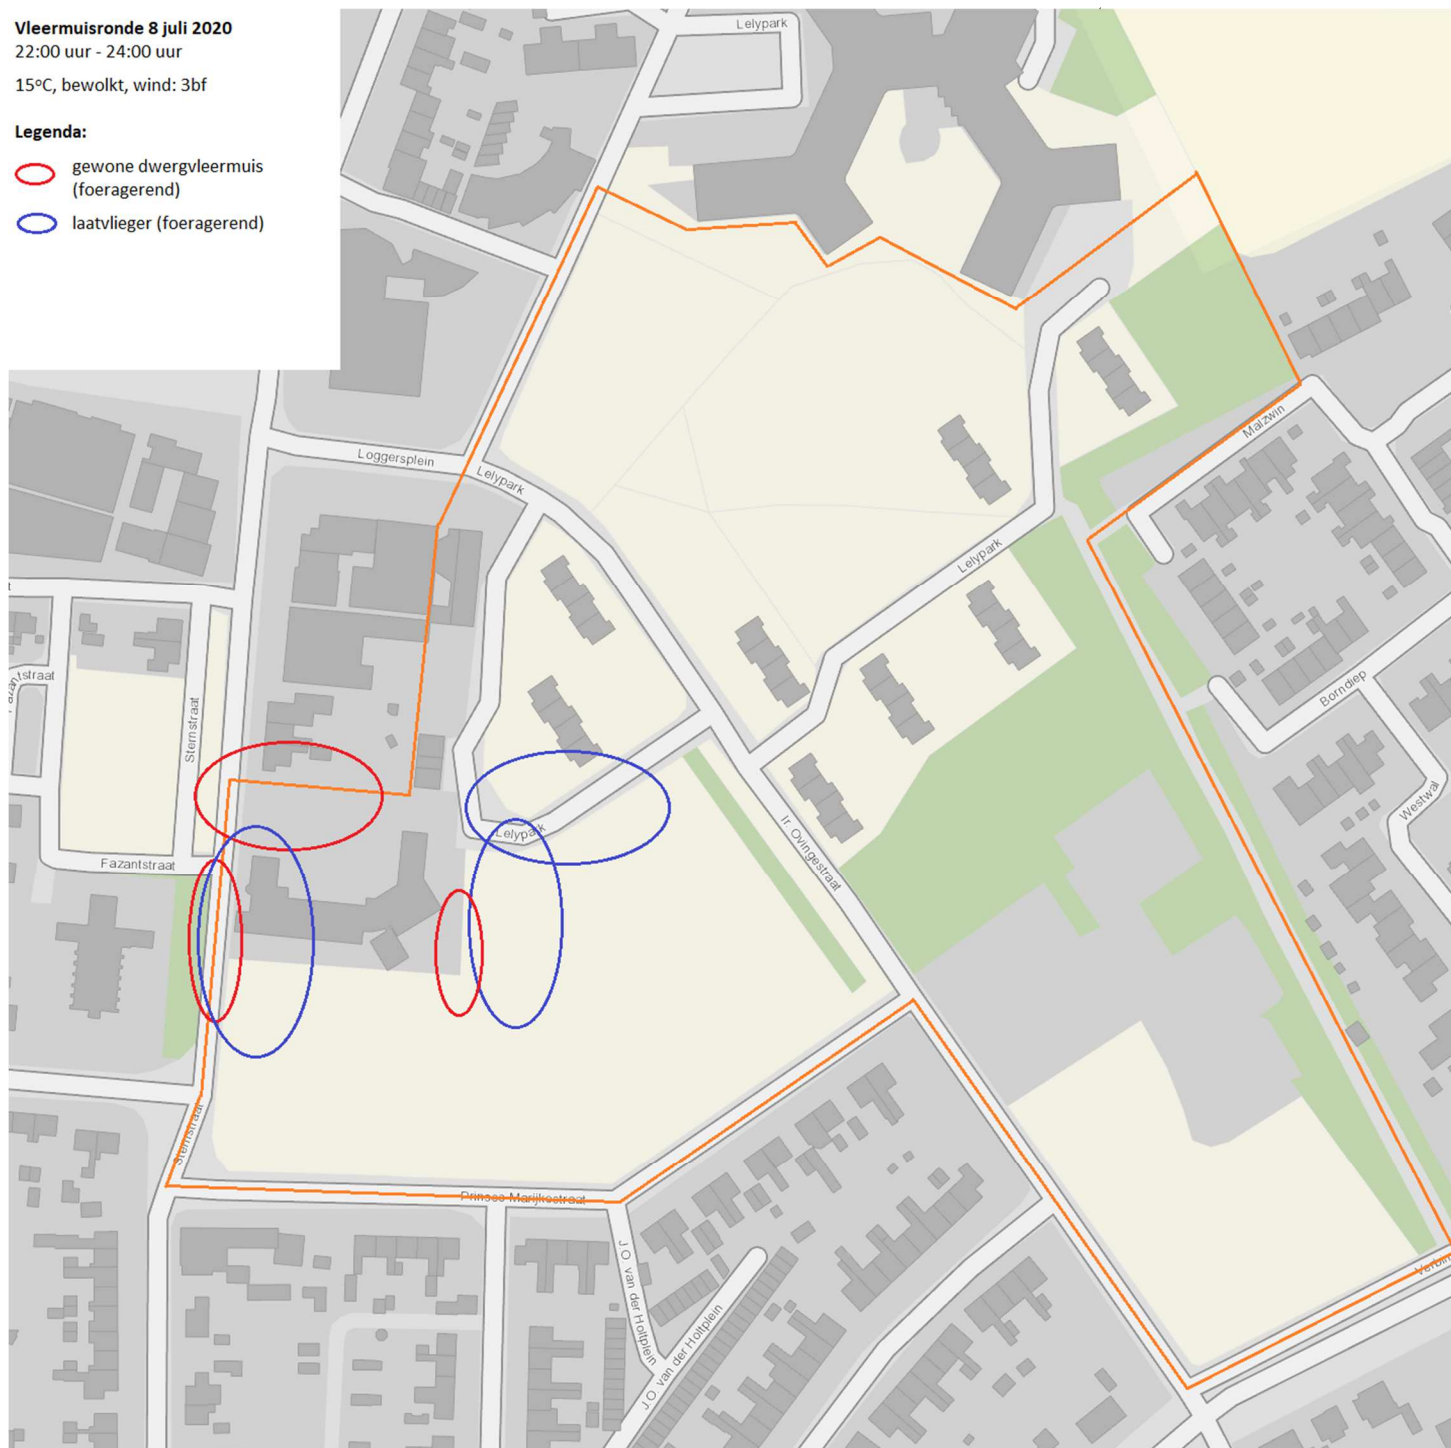 Vleermuisronde 8 juli 2020
22:00 uur - 24:00 uur
15°C, bewolkt, wind: 3bf
Legenda:
gewone dwergvleermuis
(foeragerend)
laatvlieger (foeragerend)
Lelypark
Loggersplein
Lelypark
Malzwin
Lelypark
Borndiep
Westwal
Sternstraat
Lelypark
Ir. Ovingestraat
Fazantstraat
Sternstraat
Prinses Marijkestraat
J.O. van der Holtplein
J.O. van der Holtplein